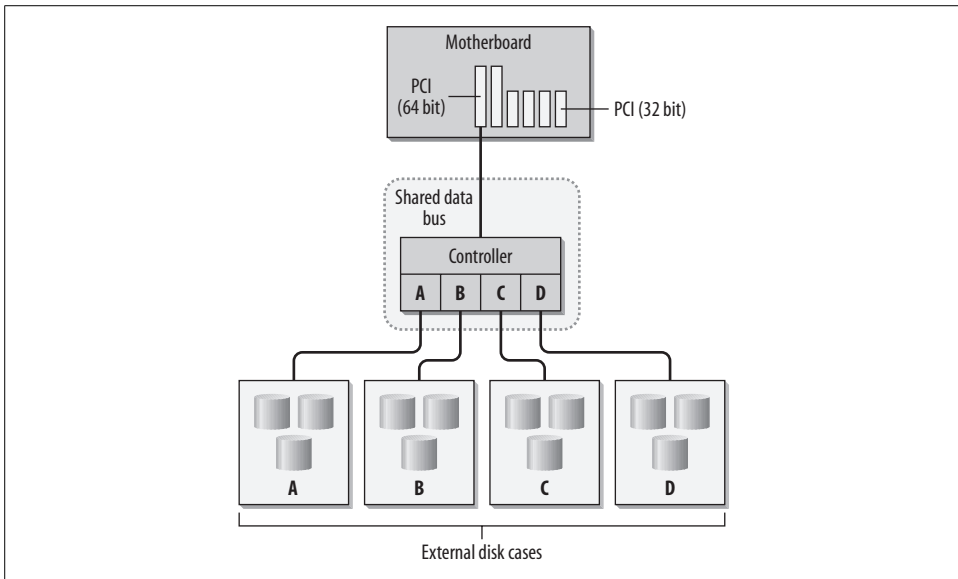 Motherboard
PCI
(64 bit)
PCI (32 bit)
Shared data
bus
Controller
A B C D
A B C D
External disk cases